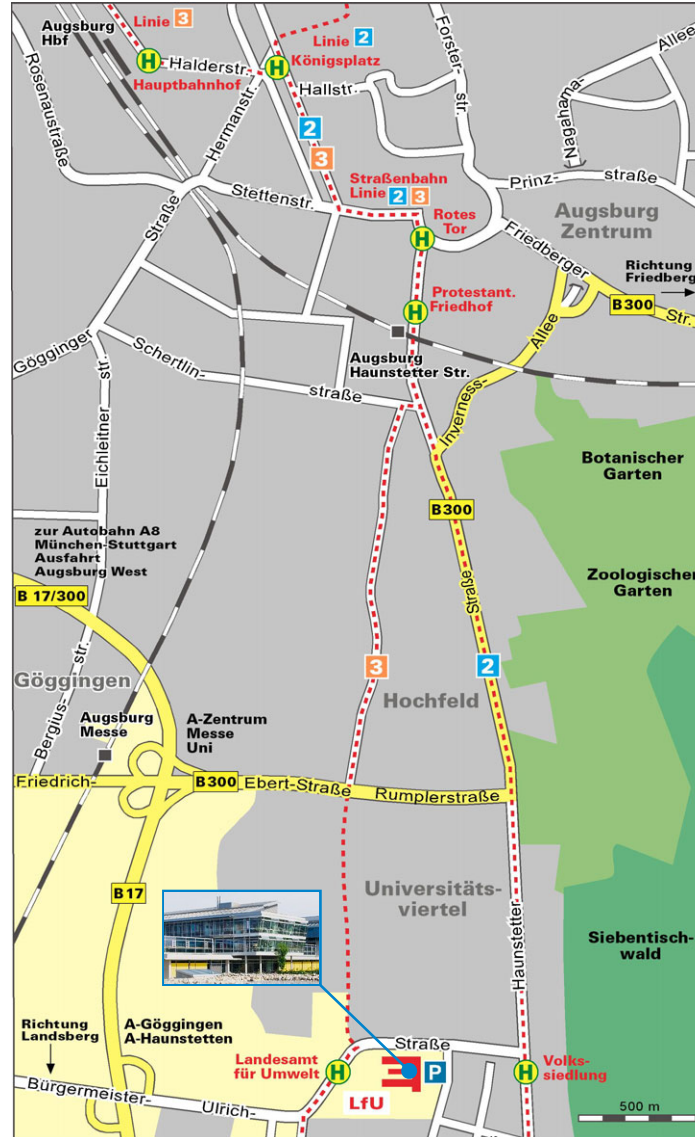 Augsburg
Hbf
Linie 3
Linie 2
H
Königsplatz
H
Hauptbahnhof
Halderstr.
Hallstr.
Forster-
str.
Nagahama-
Allee
Rosenaustraße
Hermanstr.
2
3
Straßenbahn
Linie 2 3
Rotes
Tor
H
Prinz-
straße
Stettenstr.
Augsburg
Zentrum
Friedberger
Str.
Richtung
Friedberg
B300
Gögginger
Straße
Protestant.
Friedhof
H
Augsburg
Haunstetter Str.
Schertlin-
straße
Inverness-
Allee
Eichleitner
str.
Botanischer
Garten
B300
zur Autobahn A8
München-Stuttgart
Ausfahrt
Augsburg West
B 17/300
Zoologischer
Garten
Straße
3
2
Göggingen
Hochfeld
Bergius-
str.
Augsburg
Messe
A-Zentrum
Messe
Uni
Friedrich-
B300
Ebert-Straße
Rumplerstraße
B17
Universitäts-
viertel
Haunstetter
Siebentisch-
wald
Richtung
Landsberg
A-Göggingen
A-Haunstetten
Bürgermeister-
Ulrich-
Straße
Landesamt
für Umwelt
H
LfU
P
H
Volks-
siedlung
500 m